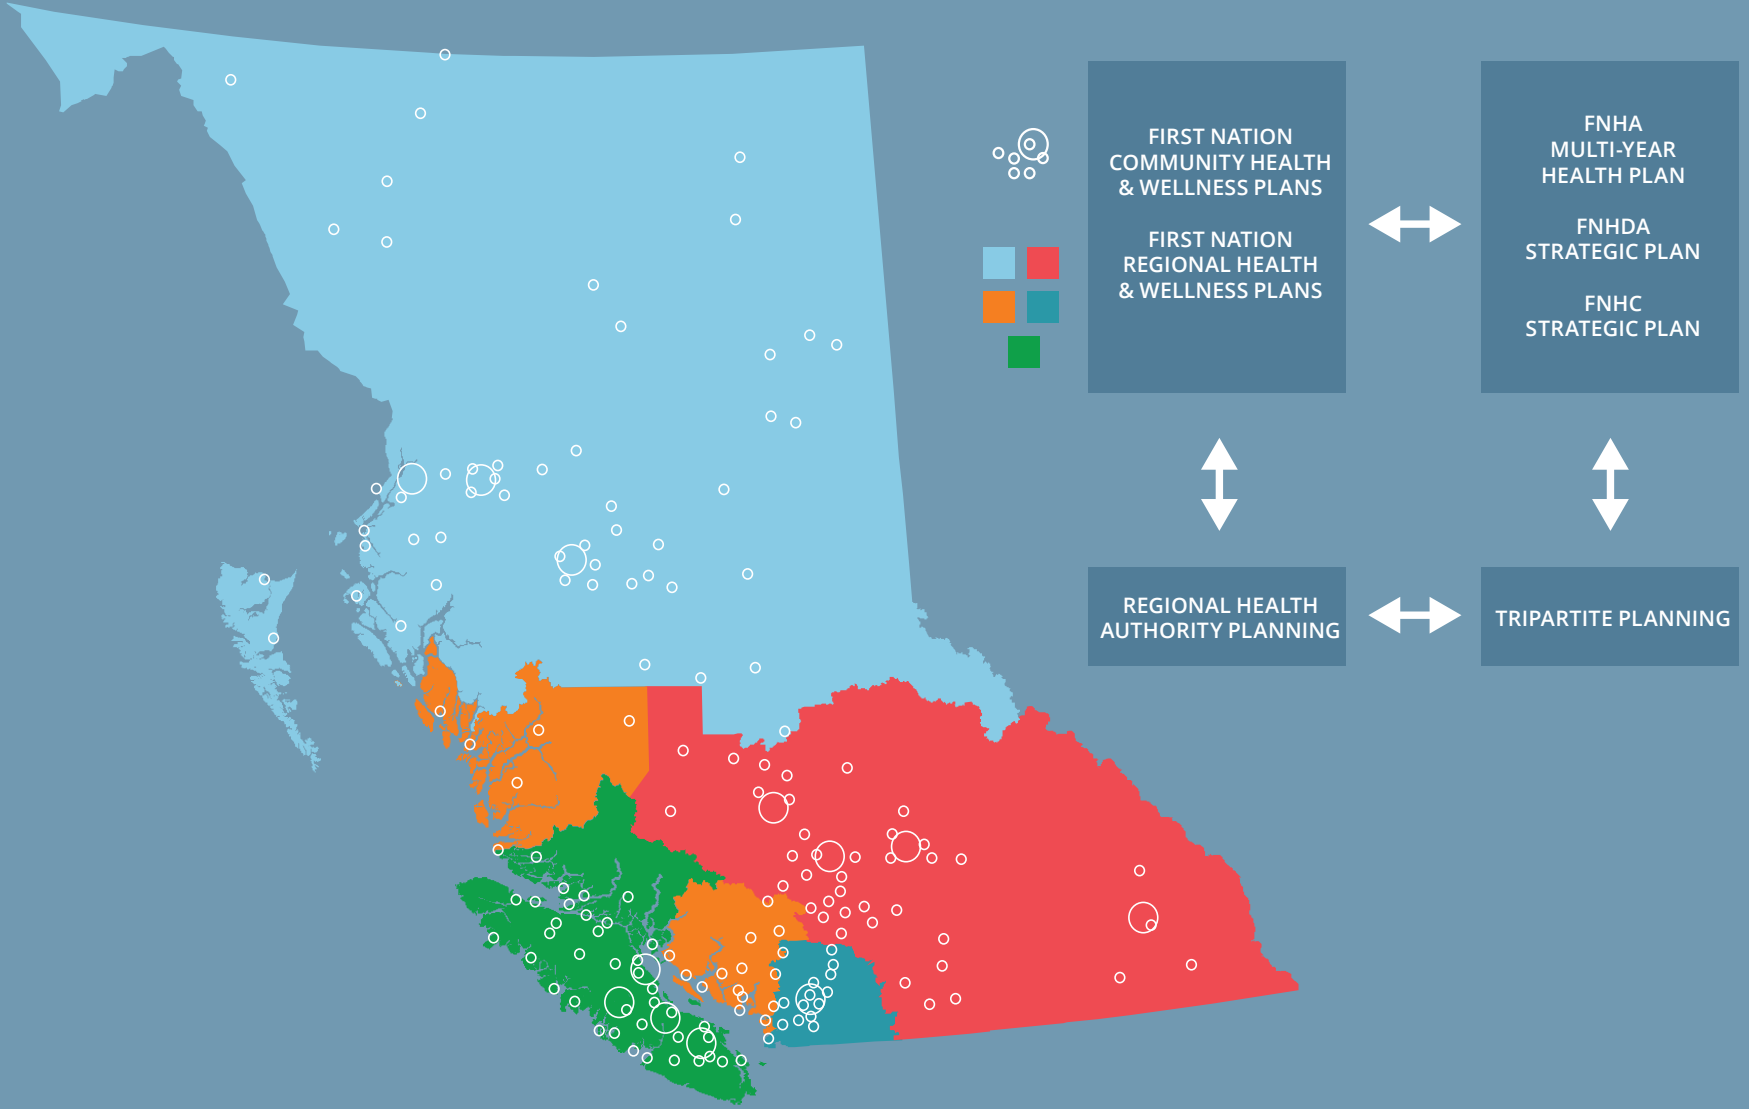 FIRST NATION
COMMUNITY HEALTH
& WELLNESS PLANS
FIRST NATION
REGIONAL HEALTH
& WELLNESS PLANS
FNHA
MULTI-YEAR
HEALTH PLAN
FNHDA
STRATEGIC PLAN
FNHC
STRATEGIC PLAN
REGIONAL HEALTH
AUTHORITY PLANNING
TRIPARTITE PLANNING